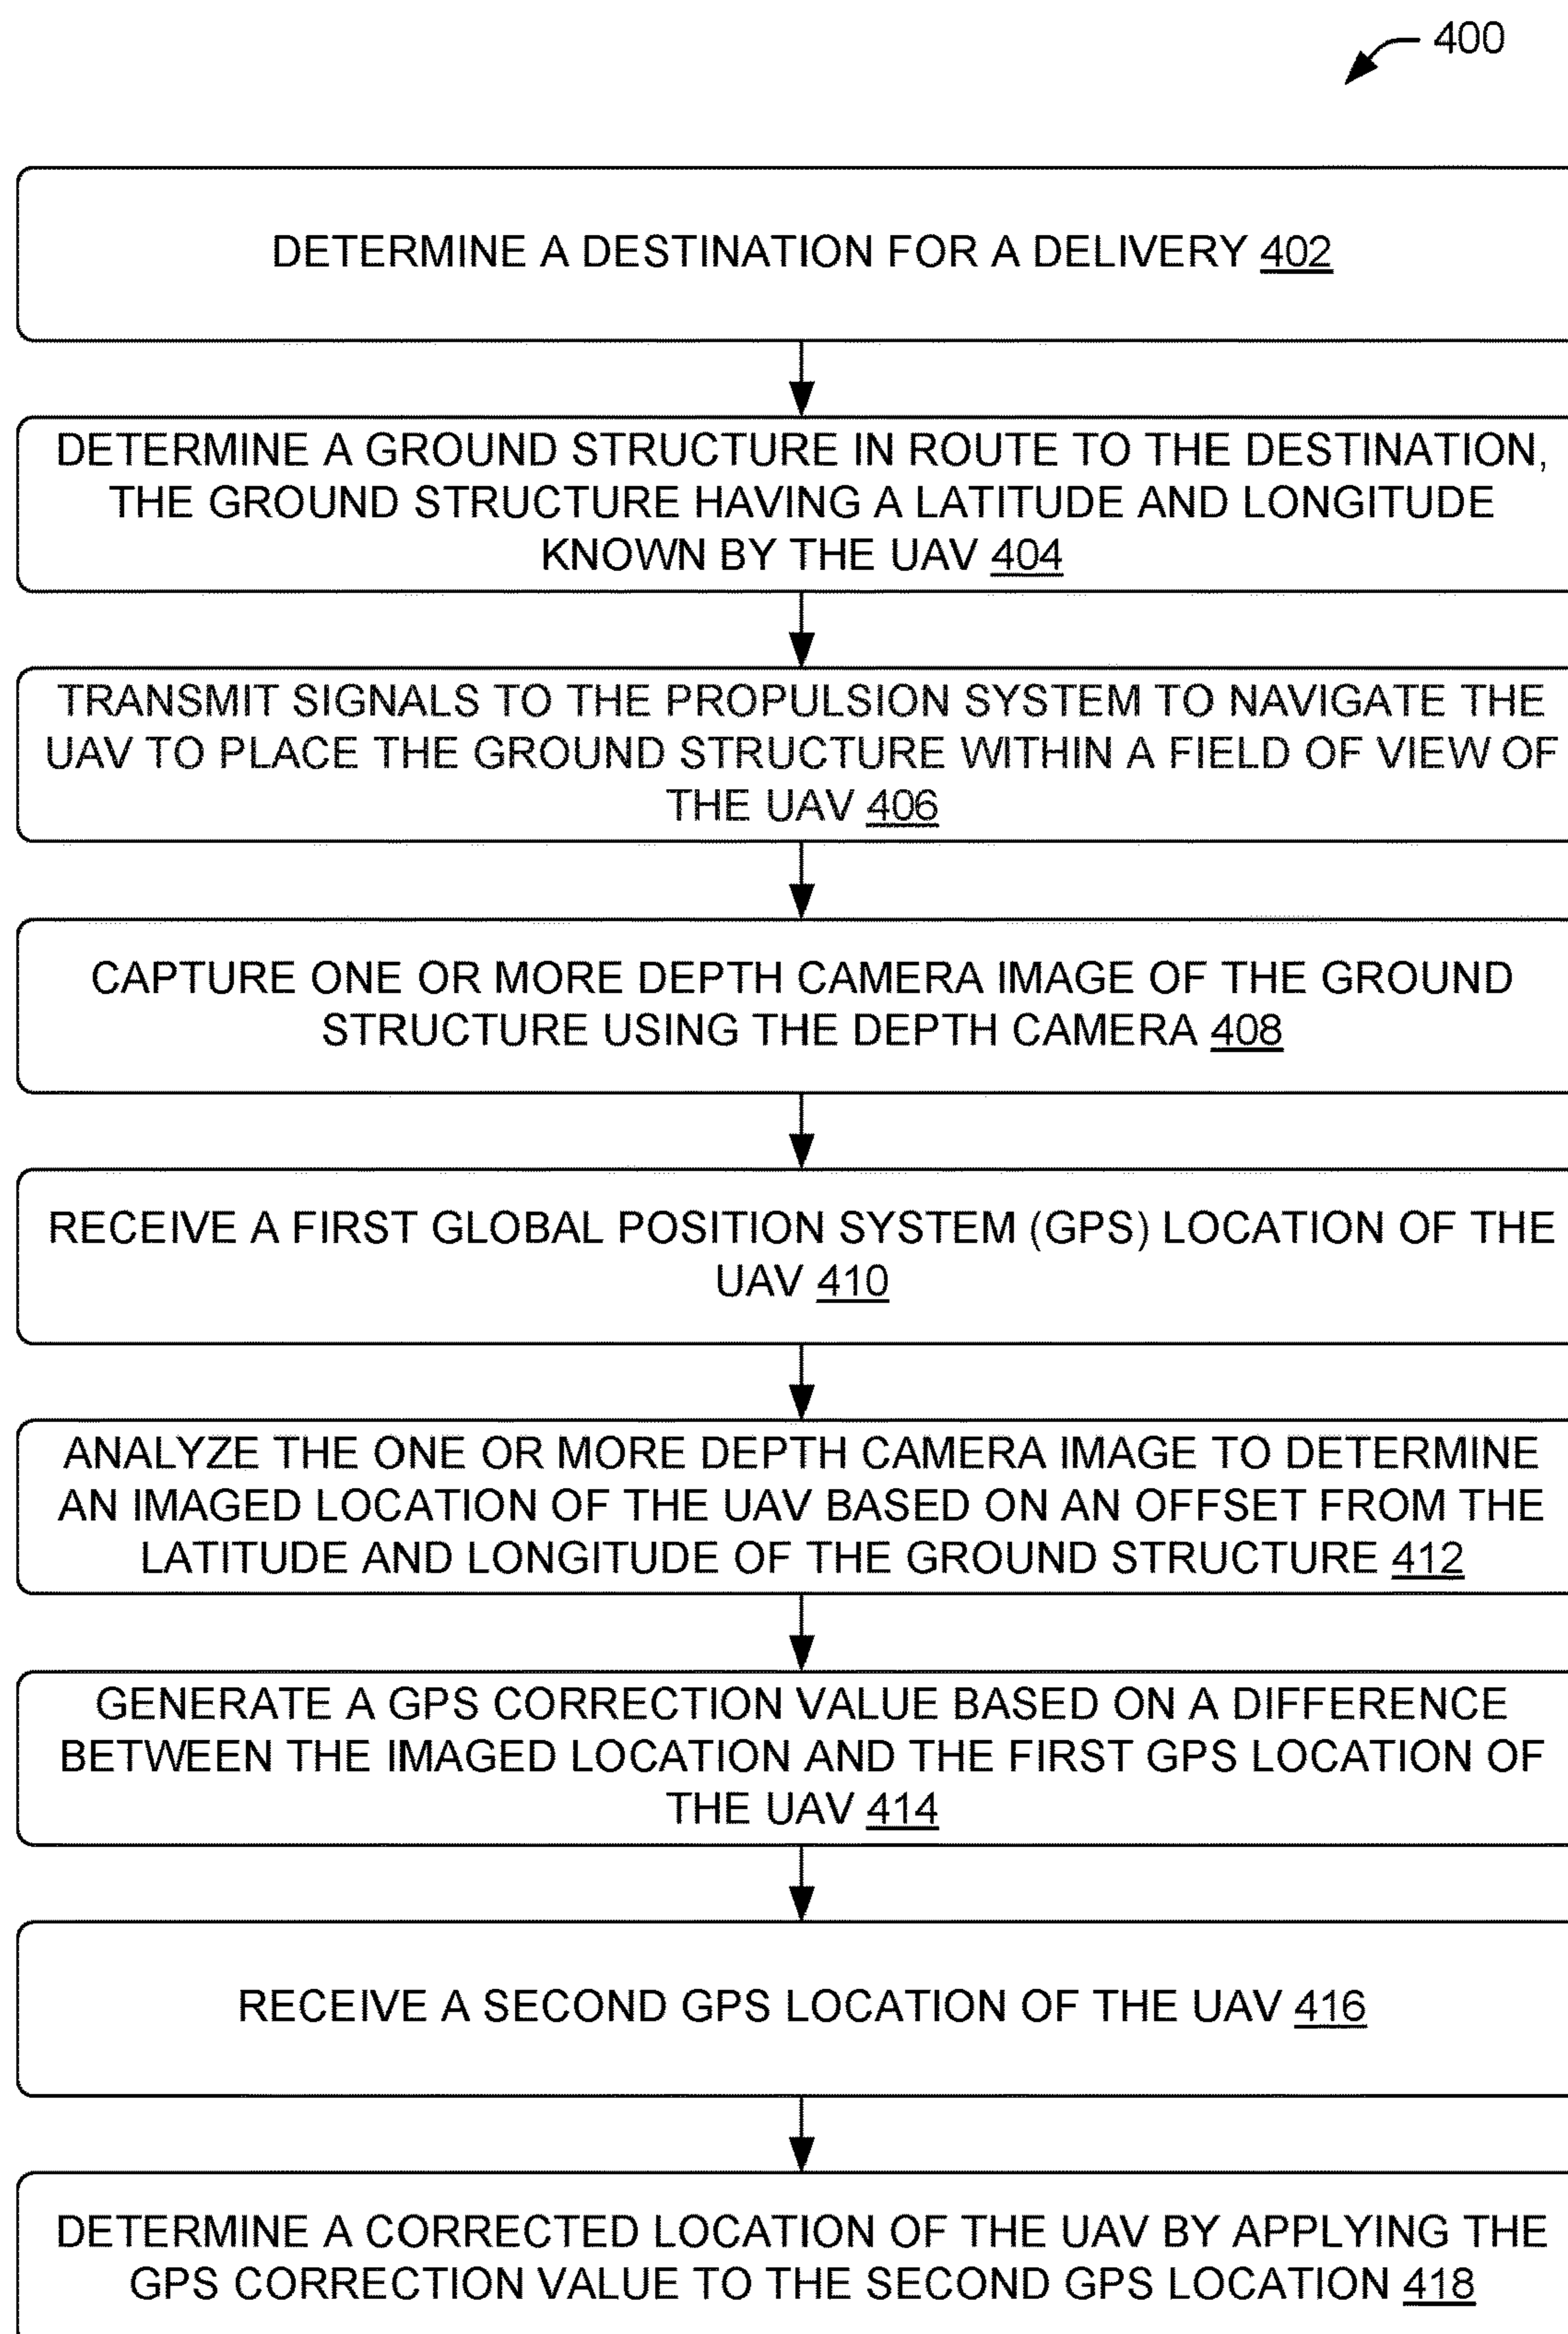 400
DETERMINE A DESTINATION FOR A DELIVERY 402
DETERMINE A GROUND STRUCTURE IN ROUTE TO THE DESTINATION,
THE GROUND STRUCTURE HAVING A LATITUDE AND LONGITUDE
KNOWN BY THE UAV 404
TRANSMIT SIGNALS TO THE PROPULSION SYSTEM TO NAVIGATE THE
UAV TO PLACE THE GROUND STRUCTURE WITHIN A FIELD OF VIEW OF
THE UAV 406
CAPTURE ONE OR MORE DEPTH CAMERA IMAGE OF THE GROUND
STRUCTURE USING THE DEPTH CAMERA 408
RECEIVE A FIRST GLOBAL POSITION SYSTEM (GPS) LOCATION OF THE
UAV 410
ANALYZE THE ONE OR MORE DEPTH CAMERA IMAGE TO DETERMINE
AN IMAGED LOCATION OF THE UAV BASED ON AN OFFSET FROM THE
LATITUDE AND LONGITUDE OF THE GROUND STRUCTURE 412
GENERATE A GPS CORRECTION VALUE BASED ON A DIFFERENCE
BETWEEN THE IMAGED LOCATION AND THE FIRST GPS LOCATION OF
THE UAV 414
RECEIVE A SECOND GPS LOCATION OF THE UAV 416
DETERMINE A CORRECTED LOCATION OF THE UAV BY APPLYING THE
GPS CORRECTION VALUE TO THE SECOND GPS LOCATION 418